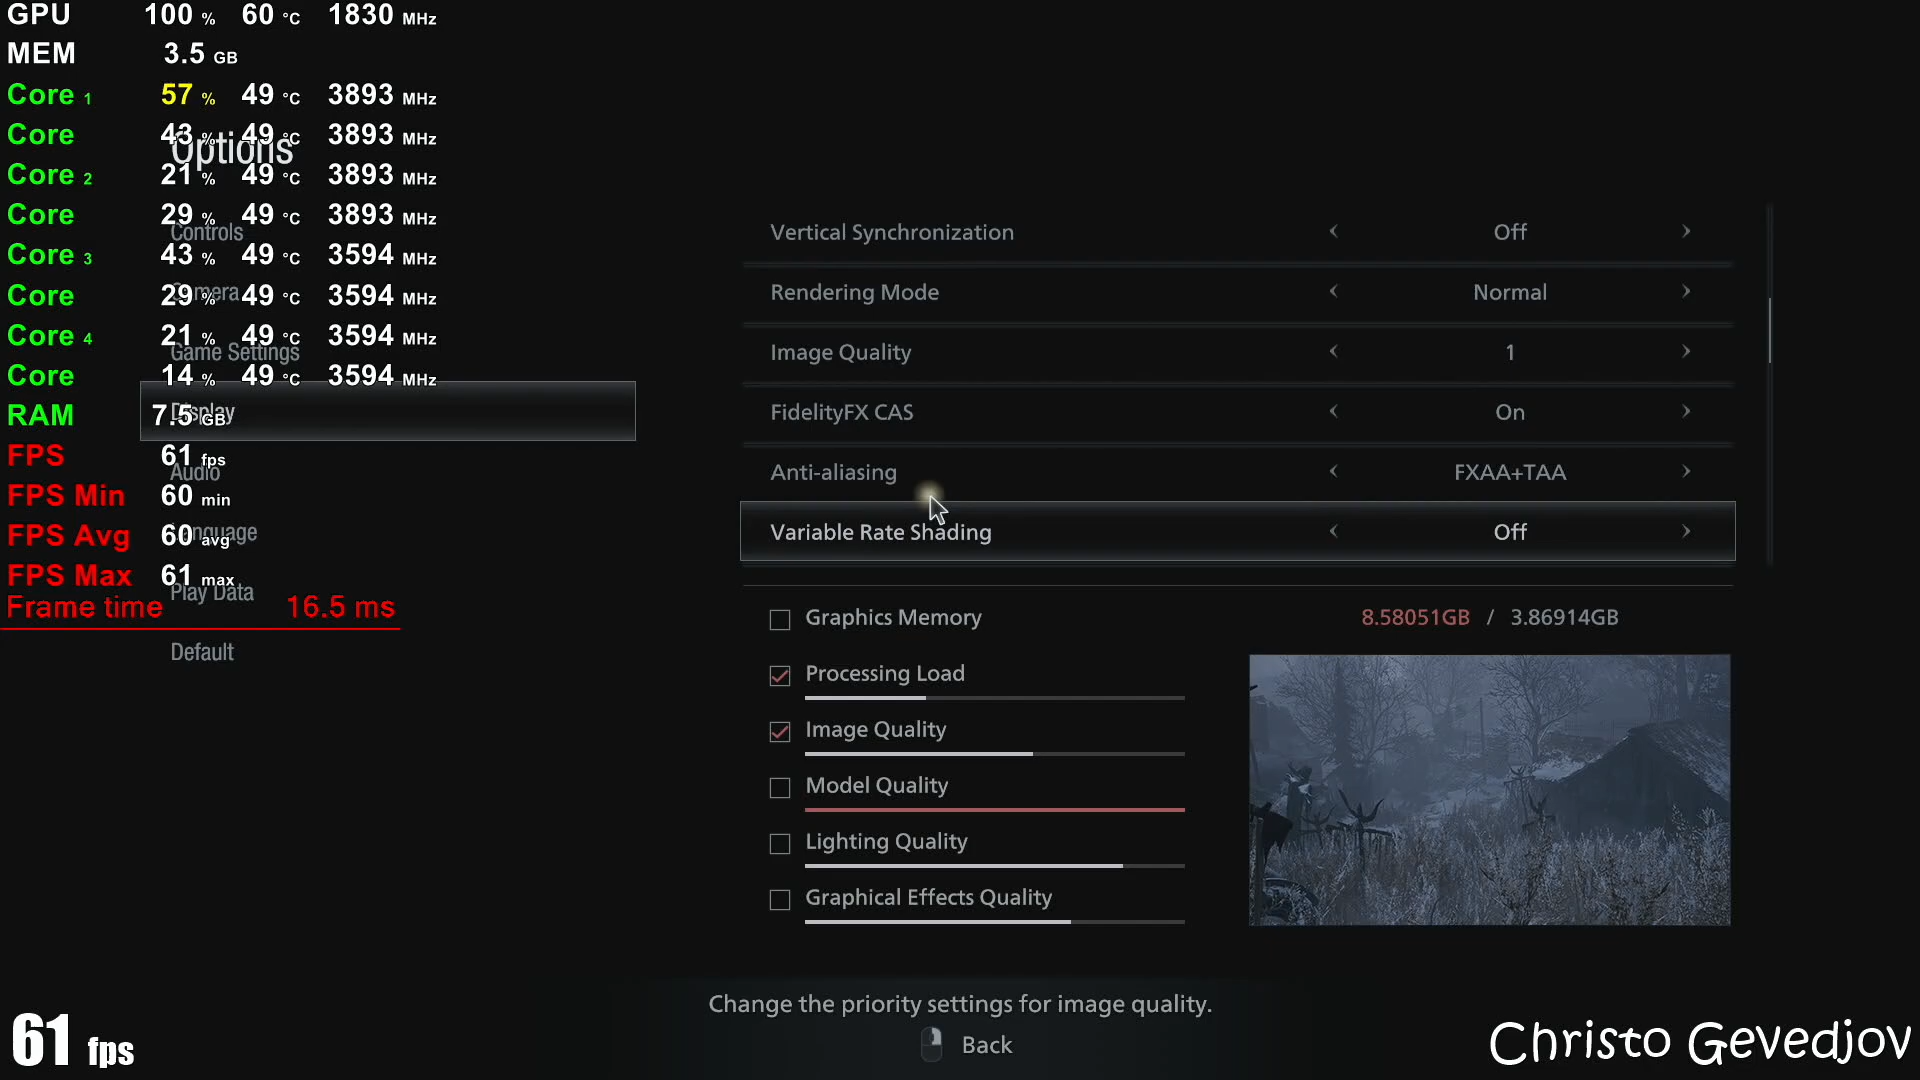 GPU 100 % 60 °C 1830 MHz
MEM 3.5 GB
Core 1 57 % 49 °C 3893 MHz
Core 43 % 49 °C 3893 MHz
Options
Core 2 21 % 49 °C 3893 MHz
Core 29 % 49 °C 3893 MHz
Controls
Core 3 43 % 49 °C 3594 MHz
Core 29 % 49 °C 3594 MHz
Camera
Core 4 21 % 49 °C 3594 MHz
Game Settings
Core 14 % 49 °C 3594 MHz
RAM 7.5 GB
Display
FPS 61 fps
Audio
FPS Min 60 min
FPS Avg 60 avg
Language
FPS Max 61 max
Play Data
Frame time 16.5 ms
Default
Vertical Synchronization < Off >
Rendering Mode < Normal >
Image Quality < 1 >
FidelityFX CAS < On >
Anti-aliasing < FXAA+TAA >
Variable Rate Shading < Off >
Graphics Memory 8.58051GB / 3.86914GB
Processing Load
Image Quality
Model Quality
Lighting Quality
Graphical Effects Quality
Change the priority settings for image quality.
Back
61 fps
Christo Gevedjov